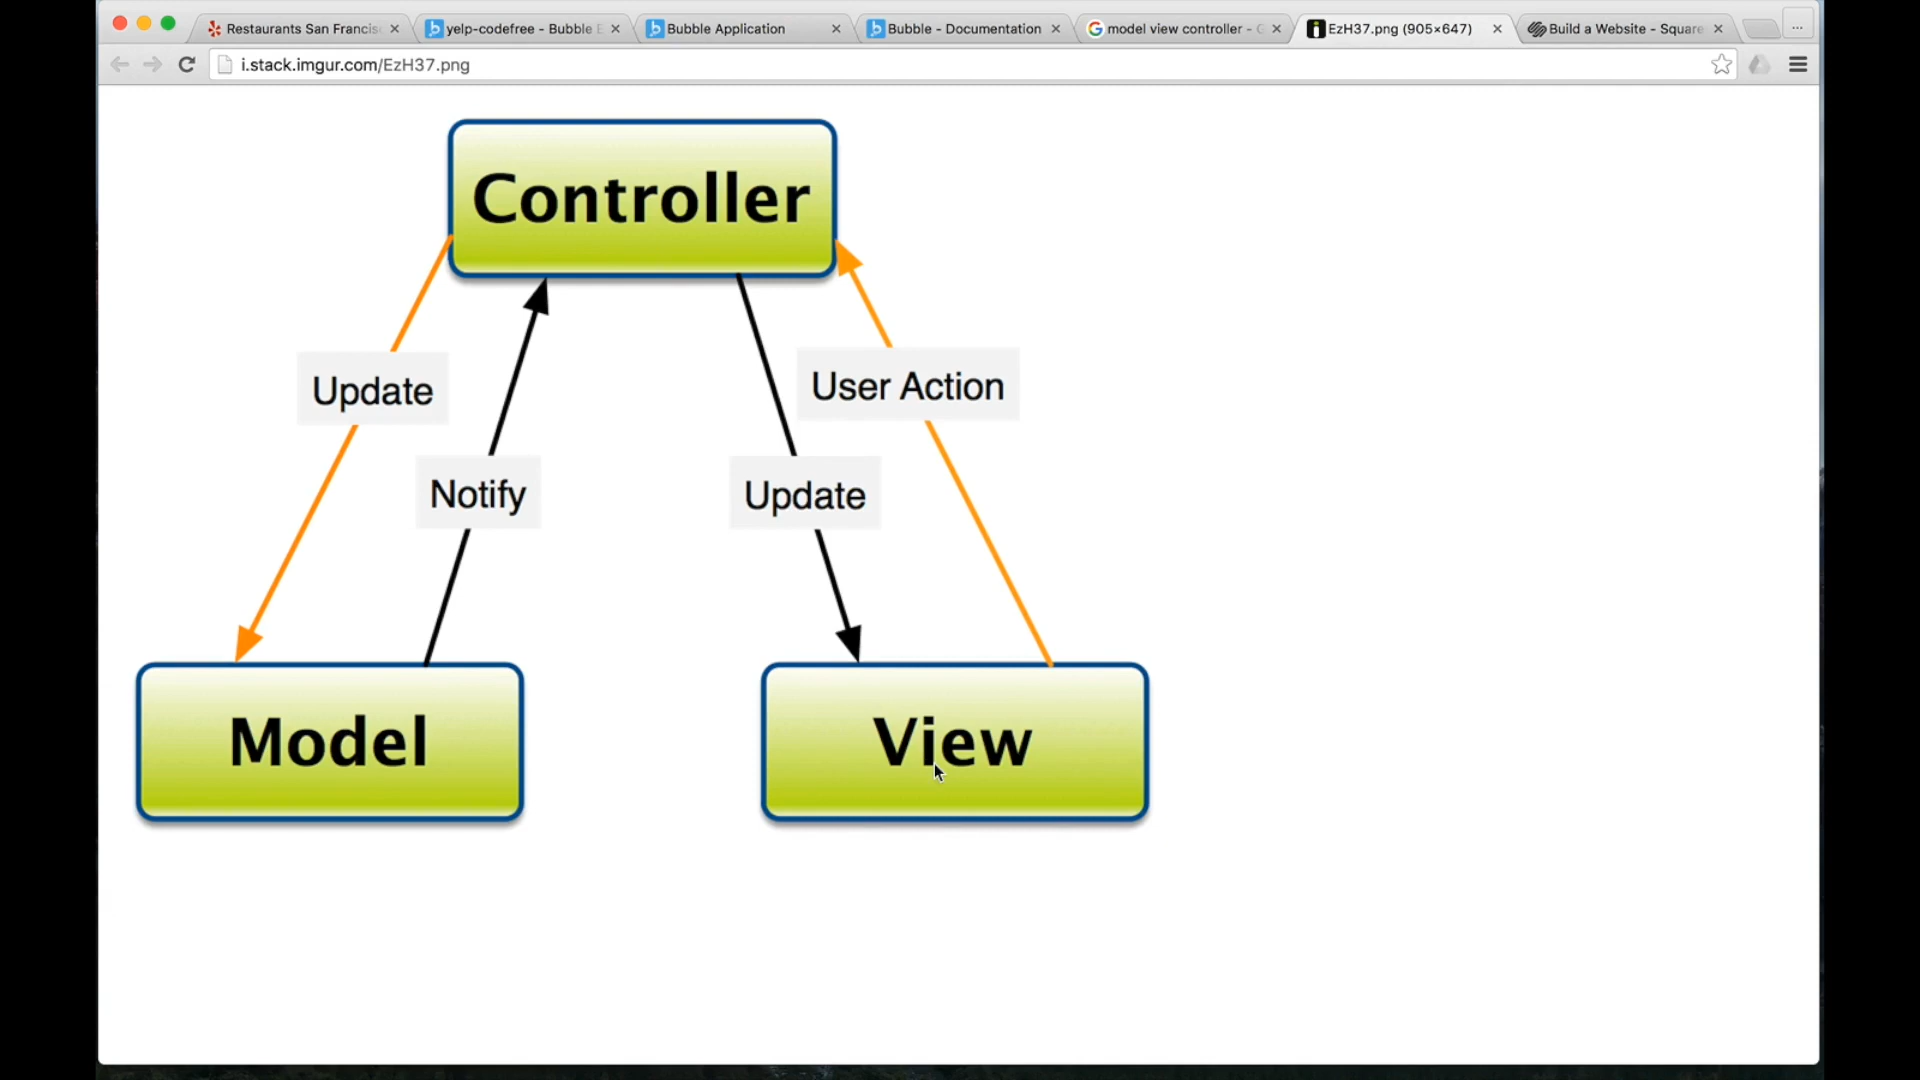 Restaurants San Francis
yelp-codefree - Bubble E
Bubble Application
Bubble - Documentation
model view controller - G
EzH37.png (905×647)
Build a Website - Square
i.stack.imgur.com/EzH37.png
Controller
Update
User Action
Notify
Update
Model
View